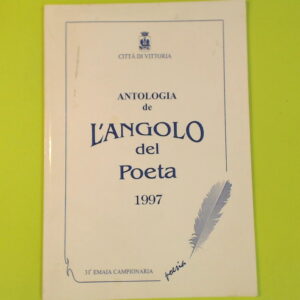 CITTÀ DI VITTORIA
ANTOLOGIA
de
L'ANGOLO
del
Poeta
1997
poesia
31ª EMAIA CAMPIONARIA